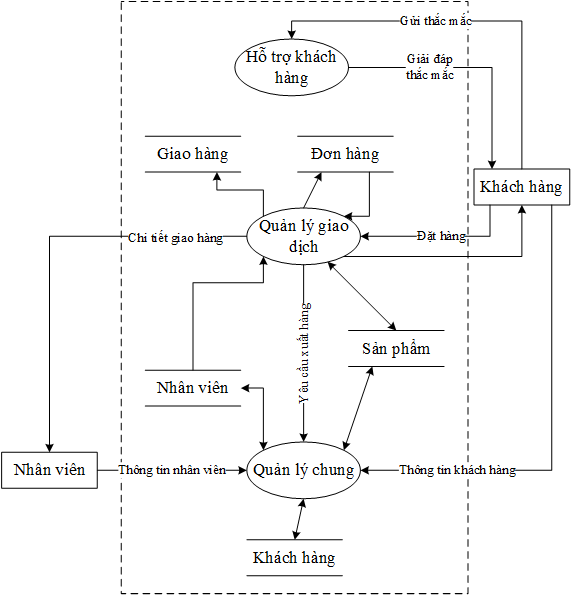 Gửi thắc mắc
Hỗ trợ khách
hàng
Giải đáp
thắc mắc
Giao hàng
Đơn hàng
Khách hàng
Quản lý giao
dịch
Chi tiết giao hàng
Đặt hàng
Yêu cầu xuất hàng
Sản phẩm
Nhân viên
Nhân viên
Thông tin nhân viên
Quản lý chung
Thông tin khách hàng
Khách hàng